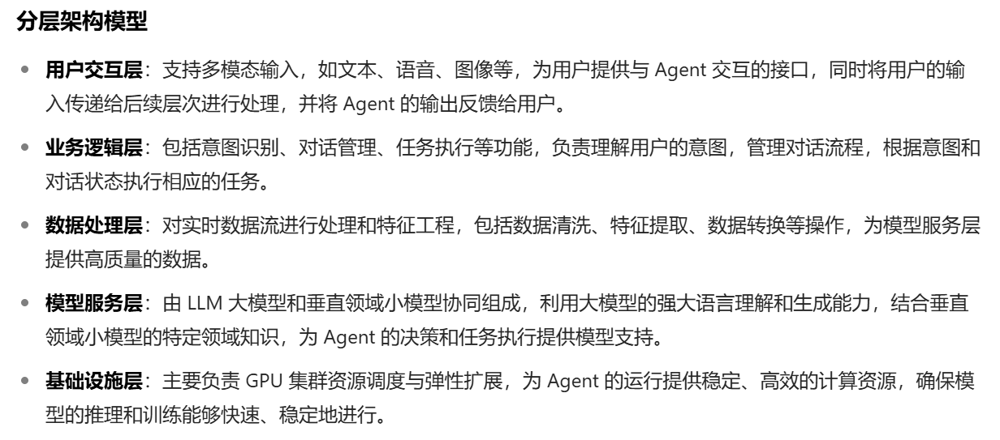 分层架构模型
用户交互层：支持多模态输入，如文本、语音、图像等，为用户提供与 Agent 交互的接口，同时将用户的输
入传递给后续层次进行处理，并将 Agent 的输出反馈给用户。
业务逻辑层：包括意图识别、对话管理、任务执行等功能，负责理解用户的意图，管理对话流程，根据意图和
对话状态执行相应的任务。
数据处理层：对实时数据流进行处理和特征工程，包括数据清洗、特征提取、数据转换等操作，为模型服务层
提供高质量的数据。
模型服务层：由 LLM 大模型和垂直领域小模型协同组成，利用大模型的强大语言理解和生成能力，结合垂直
领域小模型的特定领域知识，为 Agent 的决策和任务执行提供模型支持。
基础设施层：主要负责 GPU 集群资源调度与弹性扩展，为 Agent 的运行提供稳定、高效的计算资源，确保模
型的推理和训练能够快速、稳定地进行。